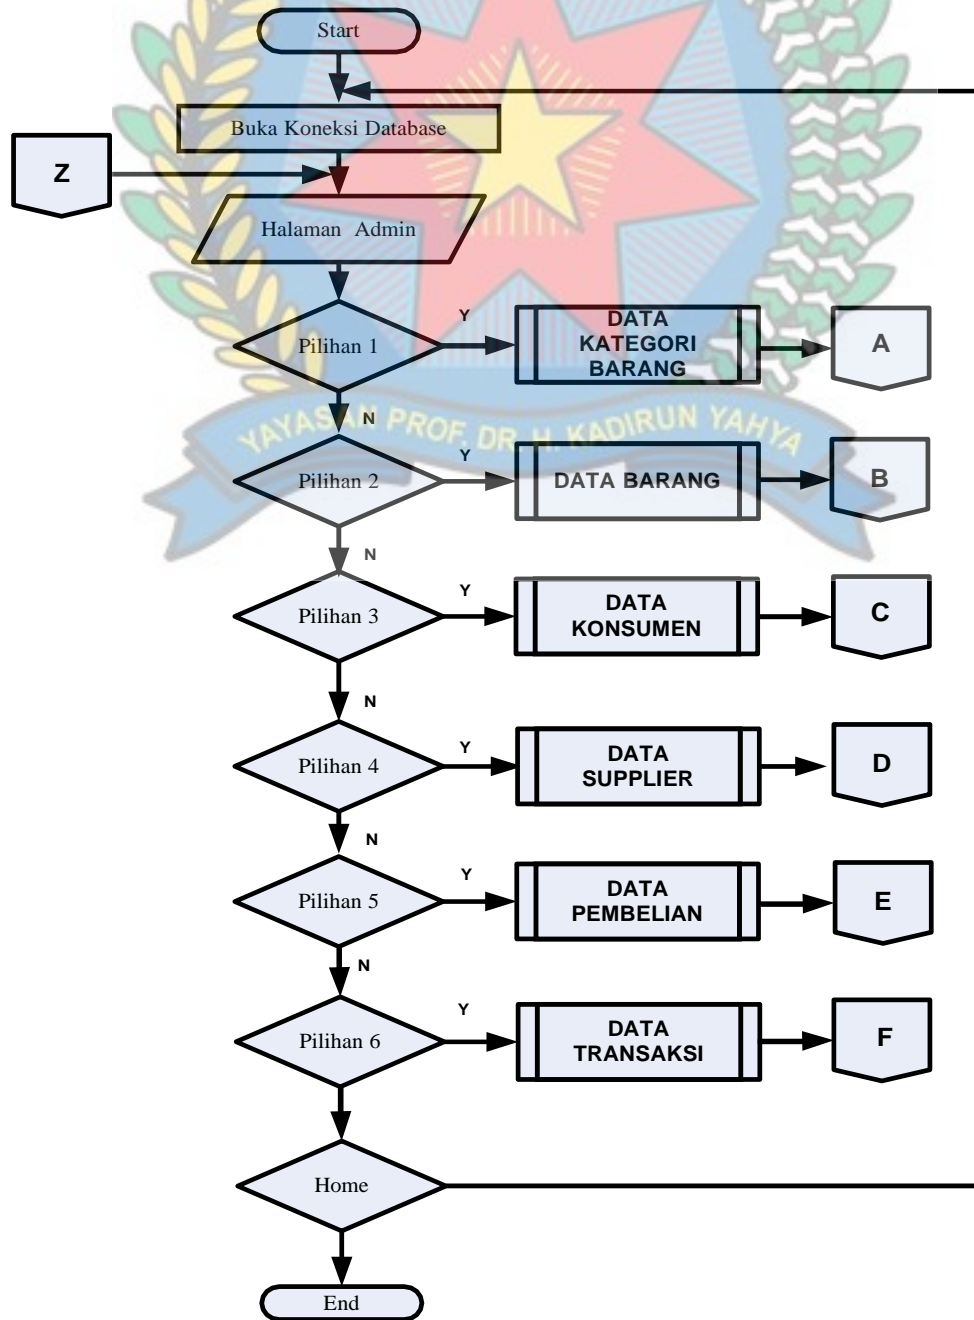 Start
Buka Koneksi Database
Z
Halaman Admin
Pilihan 1
Y
DATA
KATEGORI
BARANG
A
N
YAYASAN PROF. DR. H. KADIRUN YAHYA
Pilihan 2
Y
DATA BARANG
B
N
Pilihan 3
Y
DATA
KONSUMEN
C
N
Pilihan 4
Y
DATA
SUPPLIER
D
N
Pilihan 5
Y
DATA
PEMBELIAN
E
N
Pilihan 6
Y
DATA
TRANSAKSI
F
Home
End